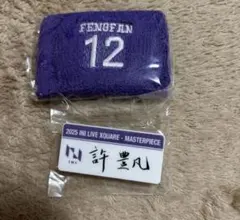 FENGFAN
12
2025 INI LIVE XQUARE - MASTERPIECE
INI
許豊凡